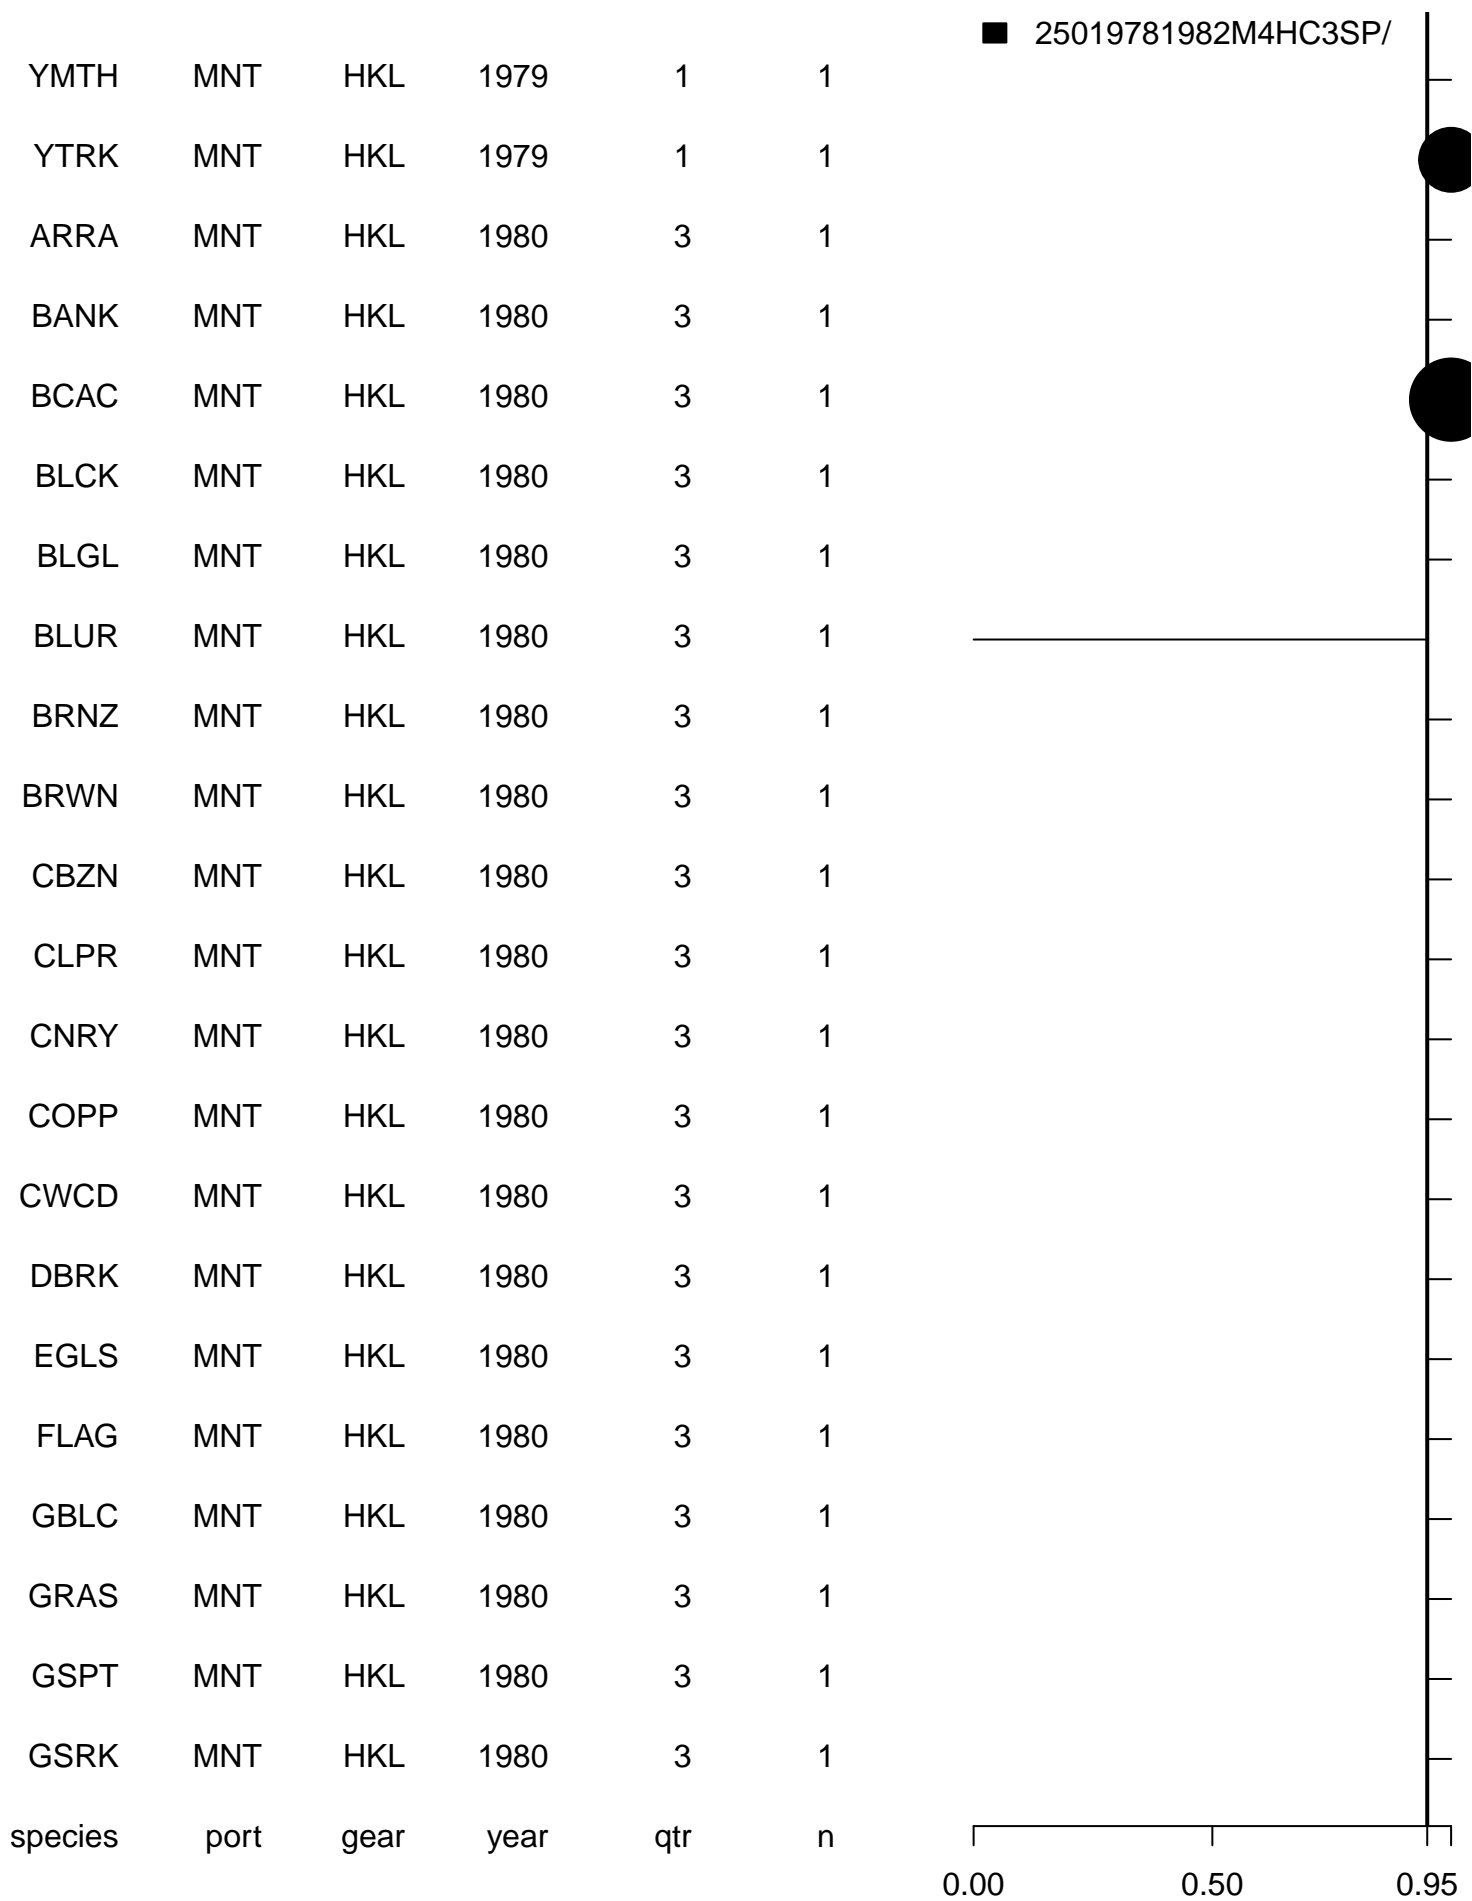 25019781982M4HC3SP/
YMTH MNT HKL 1979 1 1
YTRK MNT HKL 1979 1 1
ARRA MNT HKL 1980 3 1
BANK MNT HKL 1980 3 1
BCAC MNT HKL 1980 3 1
BLCK MNT HKL 1980 3 1
BLGL MNT HKL 1980 3 1
BLUR MNT HKL 1980 3 1
BRNZ MNT HKL 1980 3 1
BRWN MNT HKL 1980 3 1
CBZN MNT HKL 1980 3 1
CLPR MNT HKL 1980 3 1
CNRY MNT HKL 1980 3 1
COPP MNT HKL 1980 3 1
CWCD MNT HKL 1980 3 1
DBRK MNT HKL 1980 3 1
EGLS MNT HKL 1980 3 1
FLAG MNT HKL 1980 3 1
GBLC MNT HKL 1980 3 1
GRAS MNT HKL 1980 3 1
GSPT MNT HKL 1980 3 1
GSRK MNT HKL 1980 3 1
species port gear year qtr n
0.00 0.50 0.95